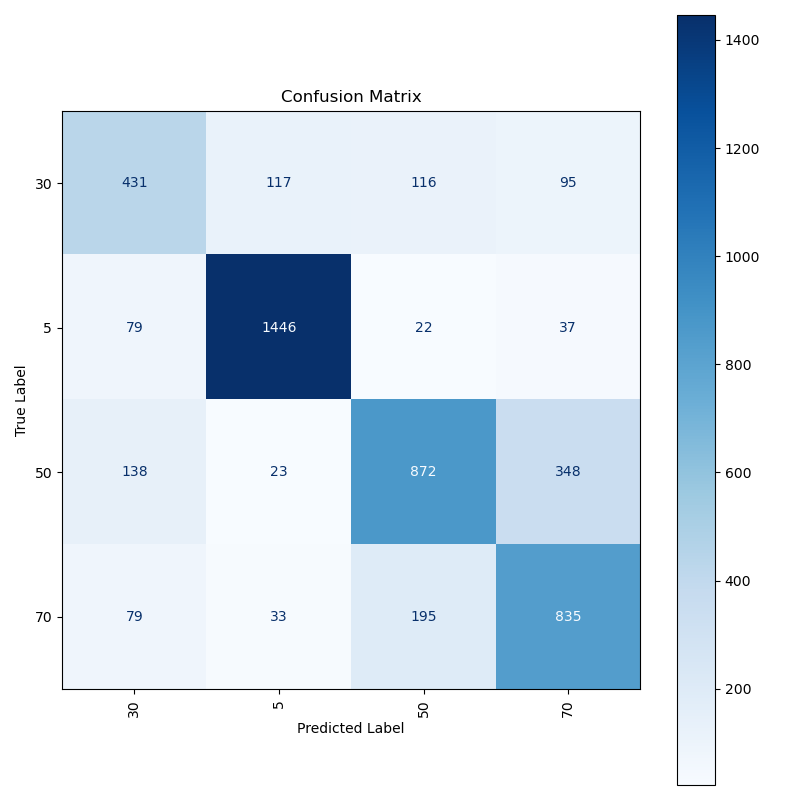 Confusion Matrix
True Label
30 431 117 116 95
5 79 1446 22 37
50 138 23 872 348
70 79 33 195 835
30 5 50 70
Predicted Label
1400
1200
1000
800
600
400
200